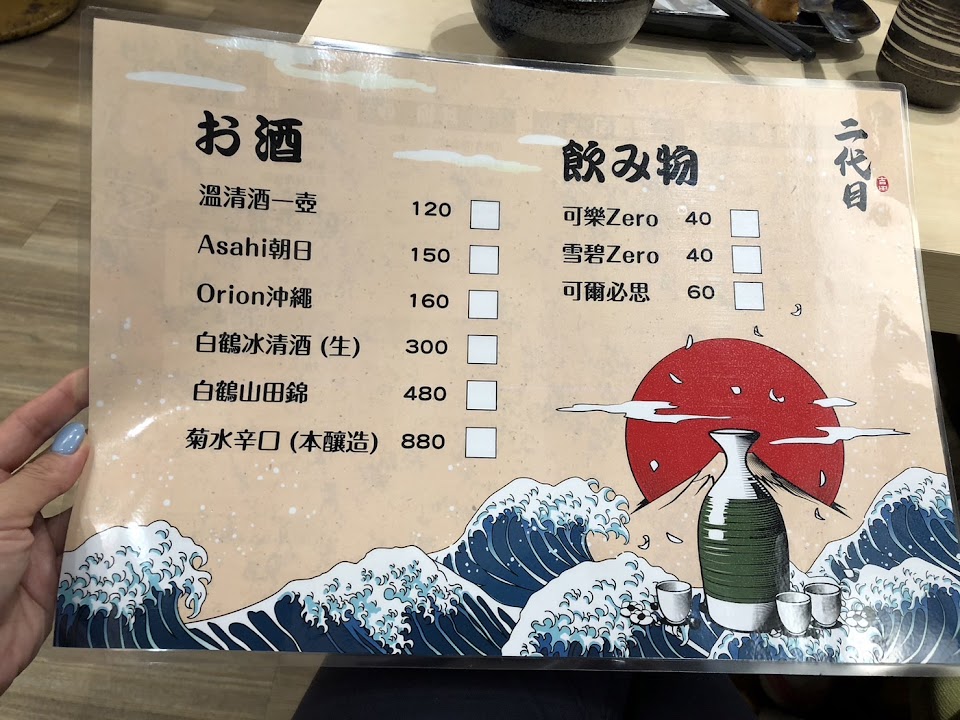 お酒
溫清酒一壺 120
Asahi朝日 150
Orion沖繩 160
白鶴冰清酒 (生) 300
白鶴山田錦 480
菊水辛口 (本釀造) 880
飲み物
可樂Zero 40
雪碧Zero 40
可爾必思 60
二代目